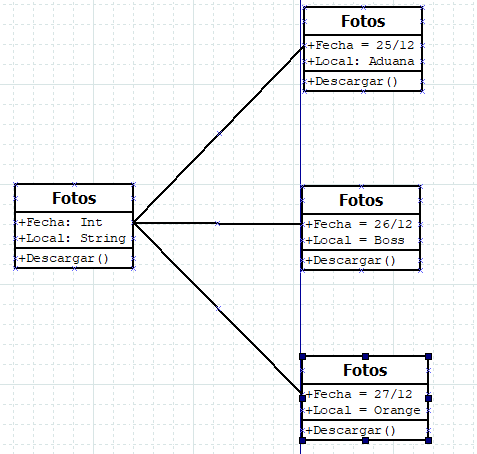 Fotos
+Fecha = 25/12
+Local: Aduana
+Descargar()
Fotos
+Fecha: Int
+Local: String
+Descargar()
Fotos
+Fecha = 26/12
+Local = Boss
+Descargar()
Fotos
+Fecha = 27/12
+Local = Orange
+Descargar()